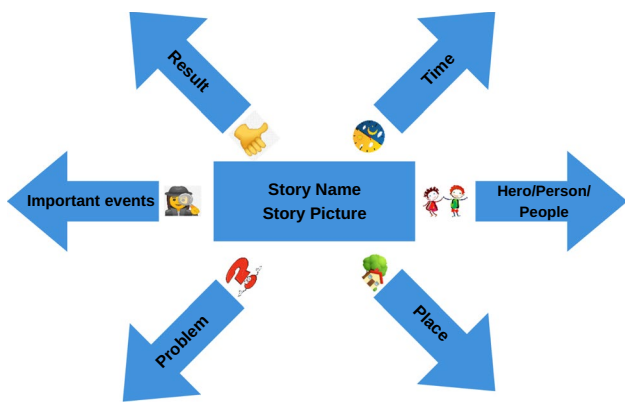 Result
Time
Important events
Story Name
Story Picture
Hero/Person/
People
Problem
Place